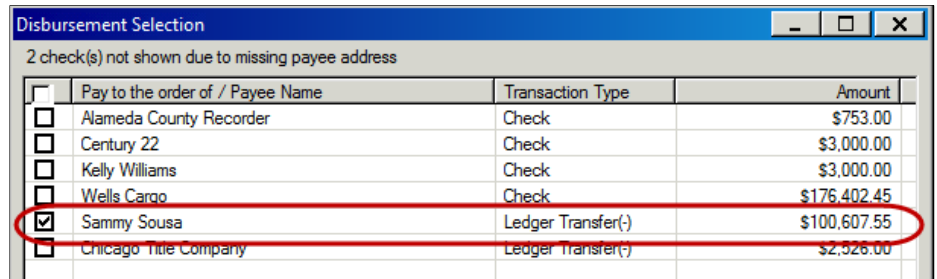 Disbursement Selection
2 check(s) not shown due to missing payee address
Pay to the order of / Payee Name Transaction Type Amount
Alameda County Recorder Check $753.00
Century 22 Check $3,000.00
Kelly Williams Check $3,000.00
Wells Cargo Check $176,402.45
Sammy Sousa Ledger Transfer(-) $100,607.55
Chicago Title Company Ledger Transfer(-) $2,526.00